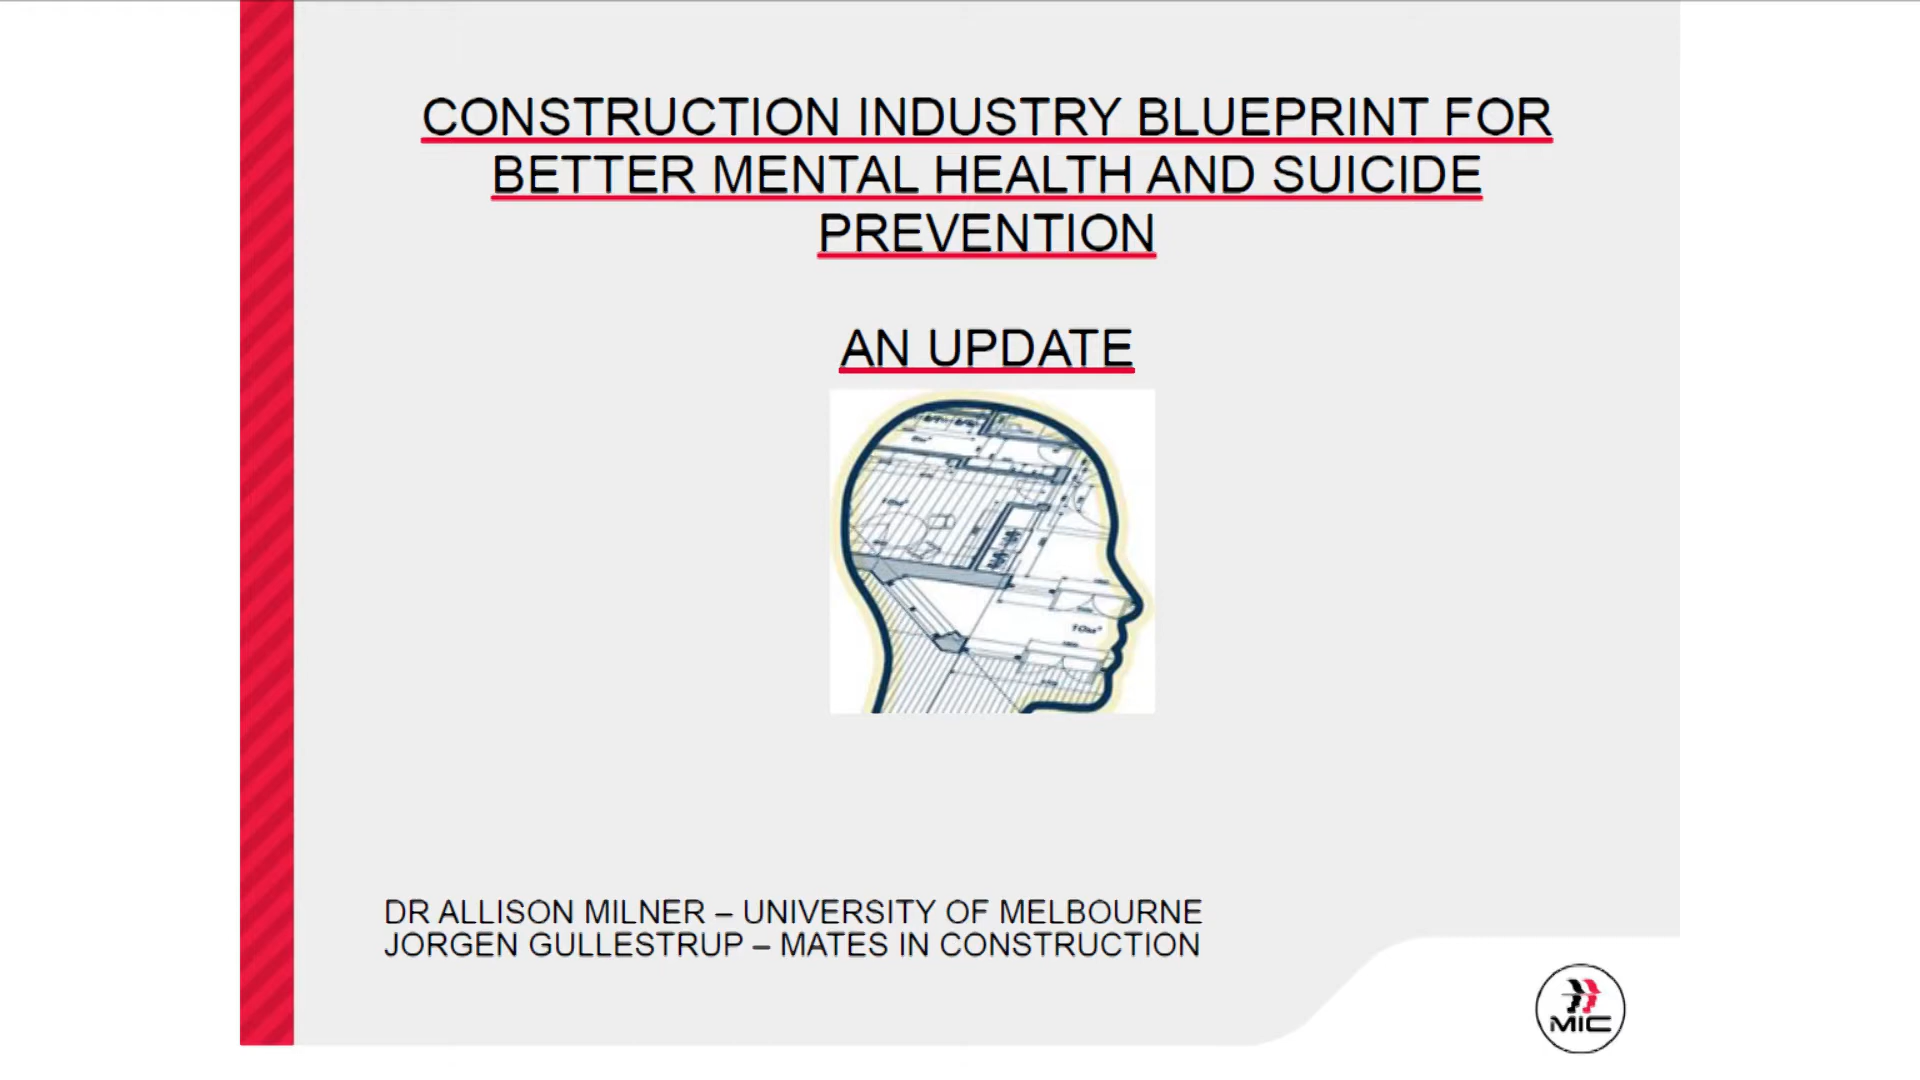 CONSTRUCTION INDUSTRY BLUEPRINT FOR
BETTER MENTAL HEALTH AND SUICIDE
PREVENTION
AN UPDATE
DR ALLISON MILNER – UNIVERSITY OF MELBOURNE
JORGEN GULLESTRUP – MATES IN CONSTRUCTION
MIC